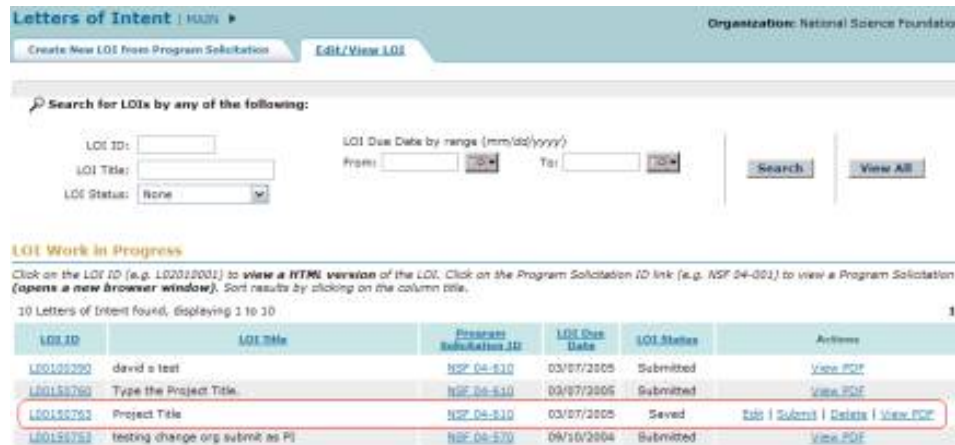 Letters of Intent | MAIN
Organization: National Science Foundatio
Create New LOI from Program Solicitation Edit/View LOI
Search for LOIs by any of the following:
LOI ID:
LOI Due Date by range (mm/dd/yyyy)
From: To:
LOI Title:
Search View All
LOI Status: None
LOI Work in Progress
Click on the LOI ID (e.g. L02010001) to view a HTML version of the LOI. Click on the Program Solicitation ID link (e.g. NSF 04-001) to view a Program Solicitation
(opens a new browser window). Sort results by clicking on the column title.
10 Letters of Intent found, displaying 1 to 10 1
LOI ID LOI Title Program Solicitation ID LOI Due Date LOI Status Actions
L00100390 david s test NSF 04-610 03/07/2005 Submitted View PDF
L00150760 Type the Project Title. NSF 04-610 03/07/2005 Submitted View PDF
L00150763 Project Title NSF 04-610 03/07/2005 Saved Edit | Submit | Delete | View PDF
L00150753 testing change org submit as PI NSF 04-570 09/10/2004 Submitted View PDF